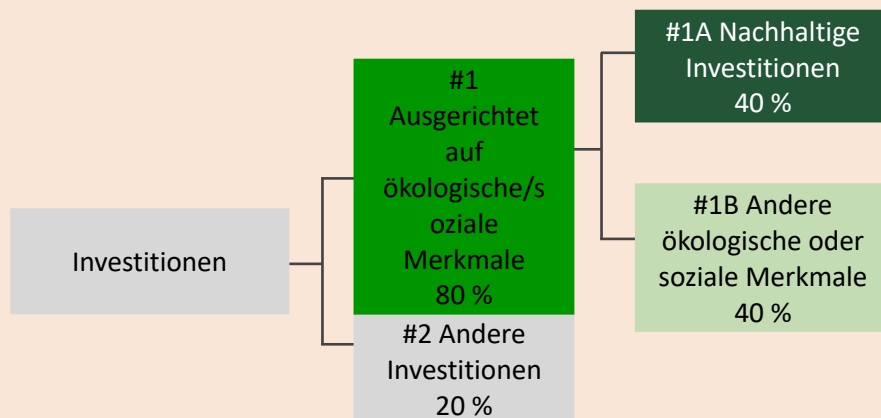 Investitionen
#1
Ausgerichtet
auf
ökologische/s
oziale
Merkmale
80 %
#2 Andere
Investitionen
20 %
#1A Nachhaltige
Investitionen
40 %
#1B Andere
ökologische oder
soziale Merkmale
40 %